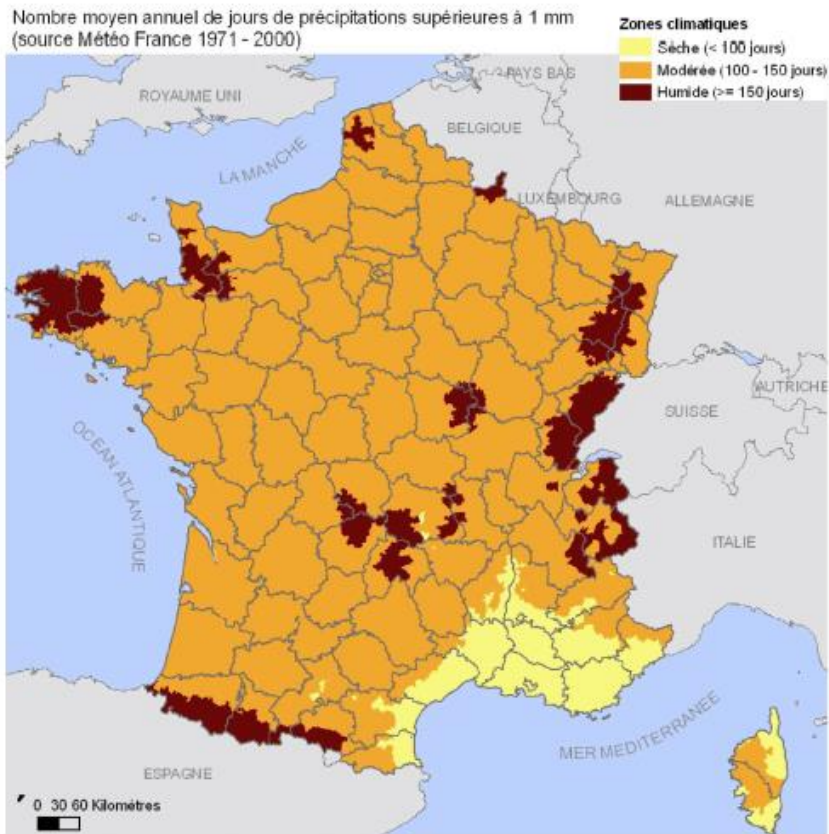 Nombre moyen annuel de jours de précipitations supérieures à 1 mm
(source Météo France 1971 - 2000)
Zones climatiques
Sèche (< 100 jours)
Modérée (100 - 150 jours)
Humide (>= 150 jours)
PAYS BAS
ROYAUME UNI
BELGIQUE
LA MANCHE
LUXEMBOURG
ALLEMAGNE
AUTRICHE
SUISSE
OCEAN ATLANTIQUE
ITALIE
MER MEDITERRANEE
ESPAGNE
0 30 60 Kilomètres